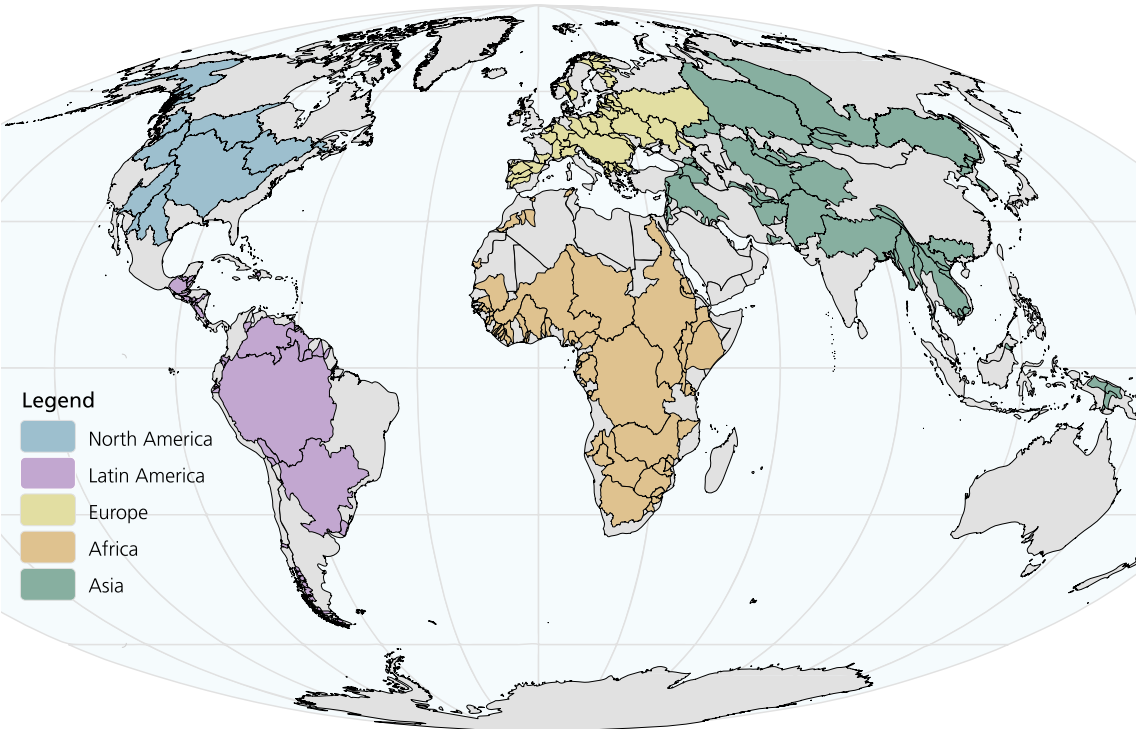 Legend
North America
Latin America
Europe
Africa
Asia